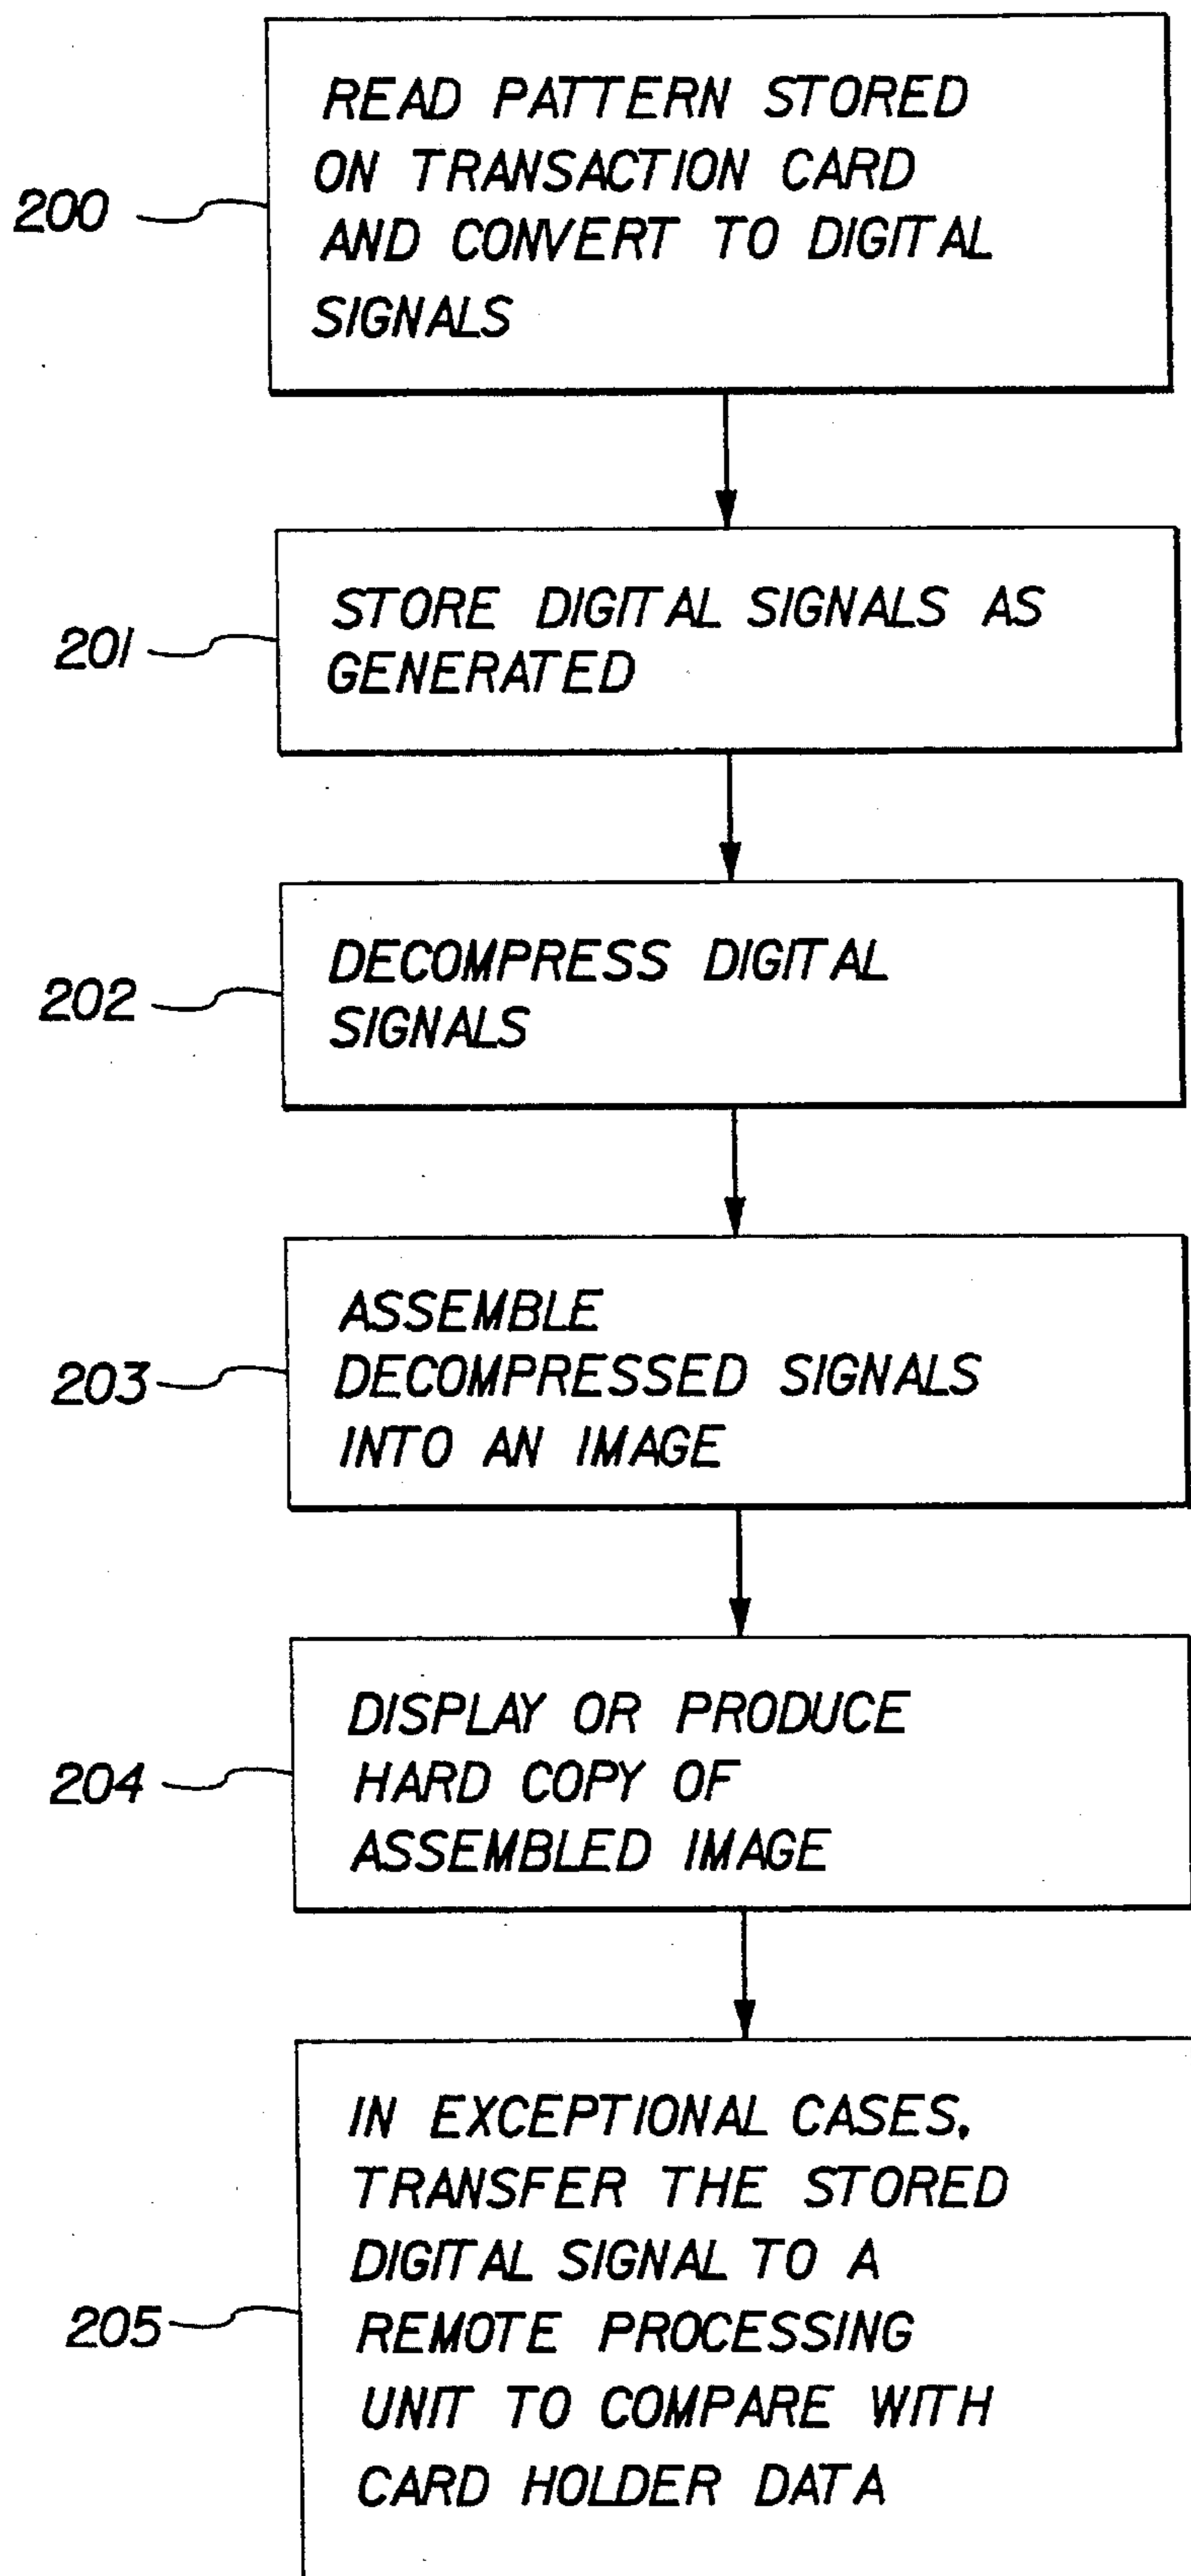 READ PATTERN STORED
ON TRANSACTION CARD
200
AND CONVERT TO DIGITAL
SIGNALS
STORE DIGITAL SIGNALS AS
201
GENERATED
DECOMPRESS DIGITAL
202
SIGNALS
ASSEMBLE
203
DECOMPRESSED SIGNALS
INTO AN IMAGE
DISPLAY OR PRODUCE
204
HARD COPY OF
ASSEMBLED IMAGE
IN EXCEPTIONAL CASES,
TRANSFER THE STORED
DIGITAL SIGNAL TO A
205
REMOTE PROCESSING
UNIT TO COMPARE WITH
CARD HOLDER DATA